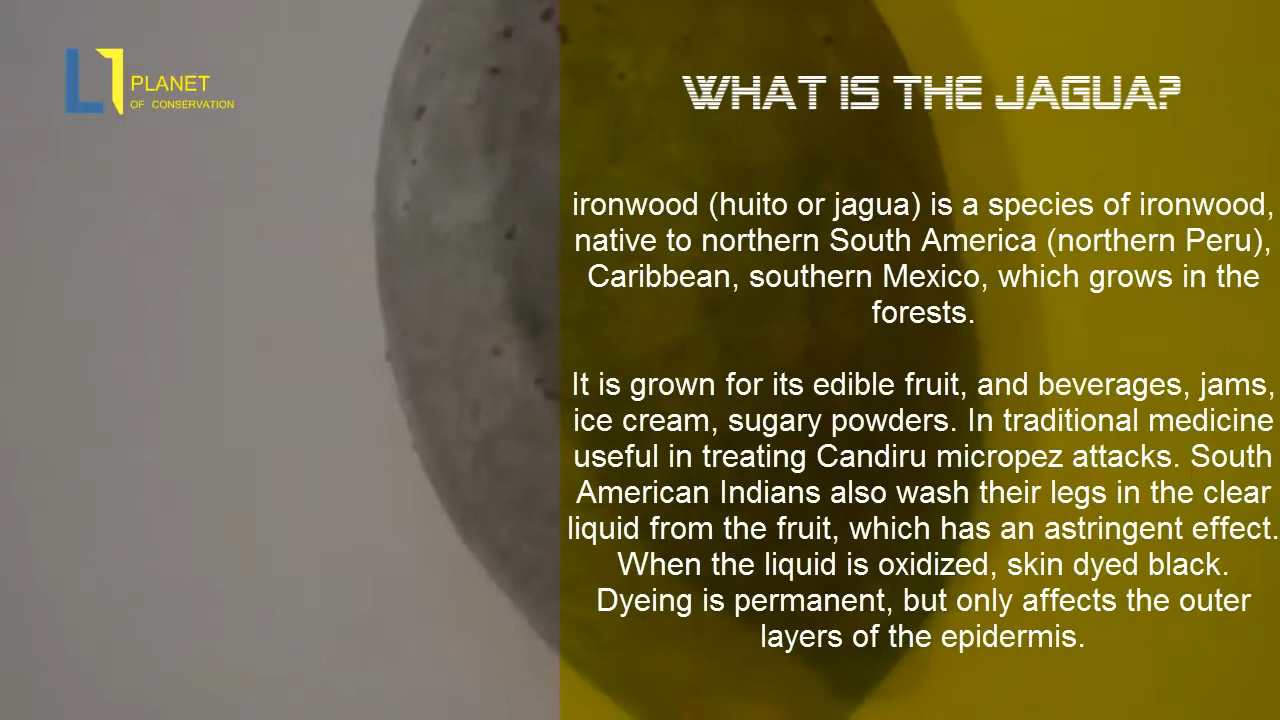 PLANET
OF CONSERVATION
WHAT IS THE JAGUA?
ironwood (huito or jagua) is a species of ironwood,
native to northern South America (northern Peru),
Caribbean, southern Mexico, which grows in the
forests.
It is grown for its edible fruit, and beverages, jams,
ice cream, sugary powders. In traditional medicine
useful in treating Candiru micropez attacks. South
American Indians also wash their legs in the clear
liquid from the fruit, which has an astringent effect.
When the liquid is oxidized, skin dyed black.
Dyeing is permanent, but only affects the outer
layers of the epidermis.